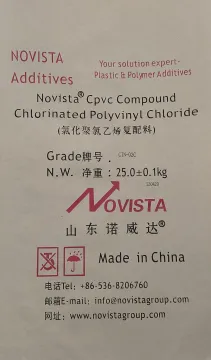 NOVISTA
Additives
Your solution expert-
Plastic & Polymer Additives
Novista® Cpvc Compound
Chlorinated Polyvinyl Chloride
(氯化聚氯乙烯复配料)
Grade牌号:
N.W. 净重: 25.0±0.1kg
NOVISTA
山东诺威达®
Made in China
电话Tel: +86-536-8206760
邮箱E-mail: info@novistagroup.com
网址: www.novistagroup.com